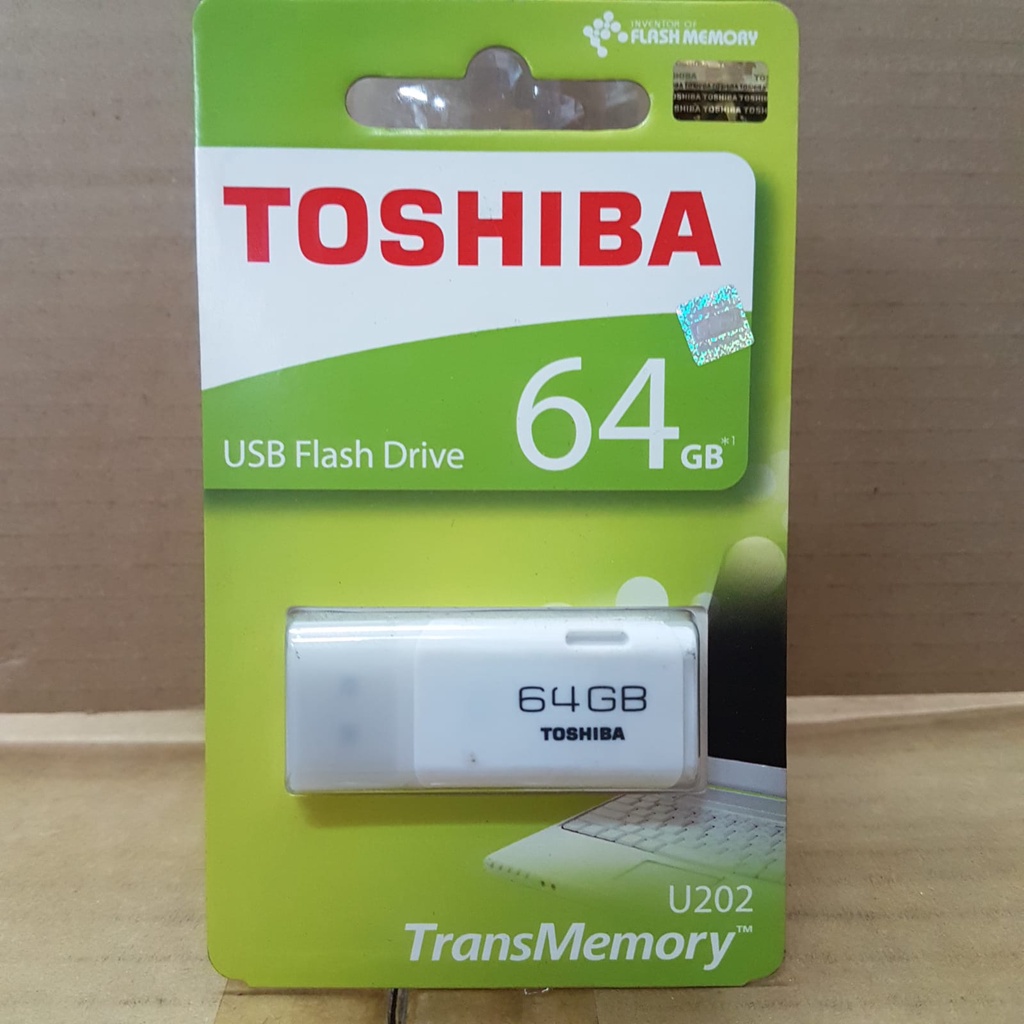 INVENTOR OF
FLASH MEMORY
TOSHIBA
64GB*1
USB Flash Drive
64GB
TOSHIBA
U202
TransMemory™